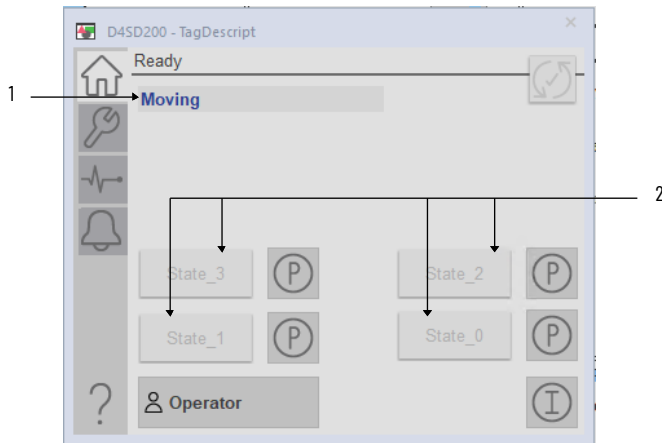 D4SD200 - TagDescript
Ready
1
Moving
2
State_3
P
State_2
P
State_1
P
State_0
P
?
Operator
I